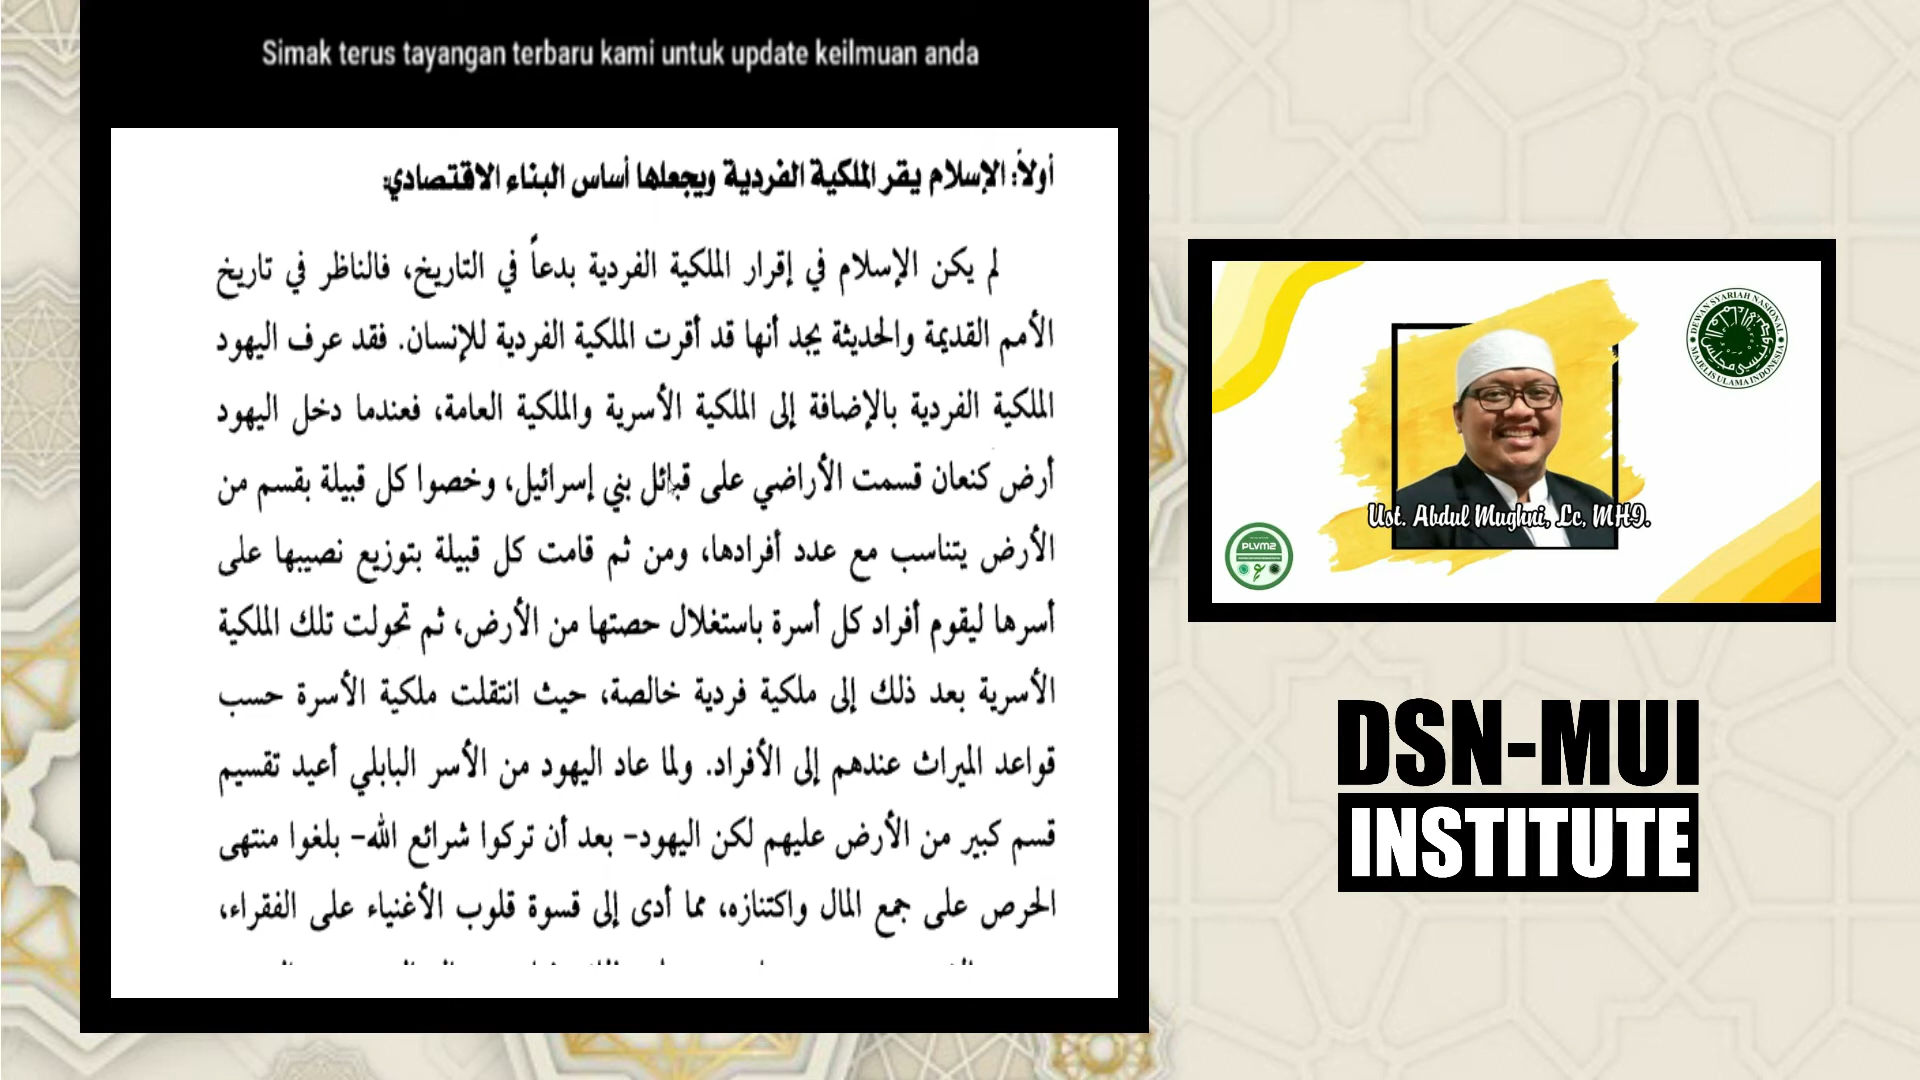 Simak terus tayangan terbaru kami untuk update keilmuan anda
أولاً: الإسلام يقر الملكية الفردية ويجعلها أساس البناء الاقتصادي:
لم يكن الإسلام في إقرار الملكية الفردية بدعاً في التاريخ، فالناظر في تاريخ
الأمم القديمة والحديثة يجد أنها قد أقرت الملكية الفردية للإنسان. فقد عرف اليهود
الملكية الفردية بالإضافة إلى الملكية الأسرية والملكية العامة، فعندما دخل اليهود
أرض كنعان قسمت الأراضي على قبائل بني إسرائيل، وخصوا كل قبيلة بقسم من
الأرض يتناسب مع عدد أفرادها، ومن ثم قامت كل قبيلة بتوزيع نصيبها على
أسرها ليقوم أفراد كل أسرة باستغلال حصتها من الأرض، ثم تحولت تلك الملكية
الأسرية بعد ذلك إلى ملكية فردية خالصة، حيث انتقلت ملكية الأسرة حسب
قواعد الميراث عندهم إلى الأفراد. ولما عاد اليهود من الأسر البابلي أعيد تقسيم
قسم كبير من الأرض عليهم لكن اليهود- بعد أن تركوا شرائع الله- بلغوا منتهى
الحرص على جمع المال واكتنازه، مما أدى إلى قسوة قلوب الأغنياء على الفقراء،
DEWAN SYARIAH NASIONAL
MAJELIS ULAMA INDONESIA
Ust. Abdul Mughni, Lc, MHI.
PLVM2
DSN-MUI
INSTITUTE